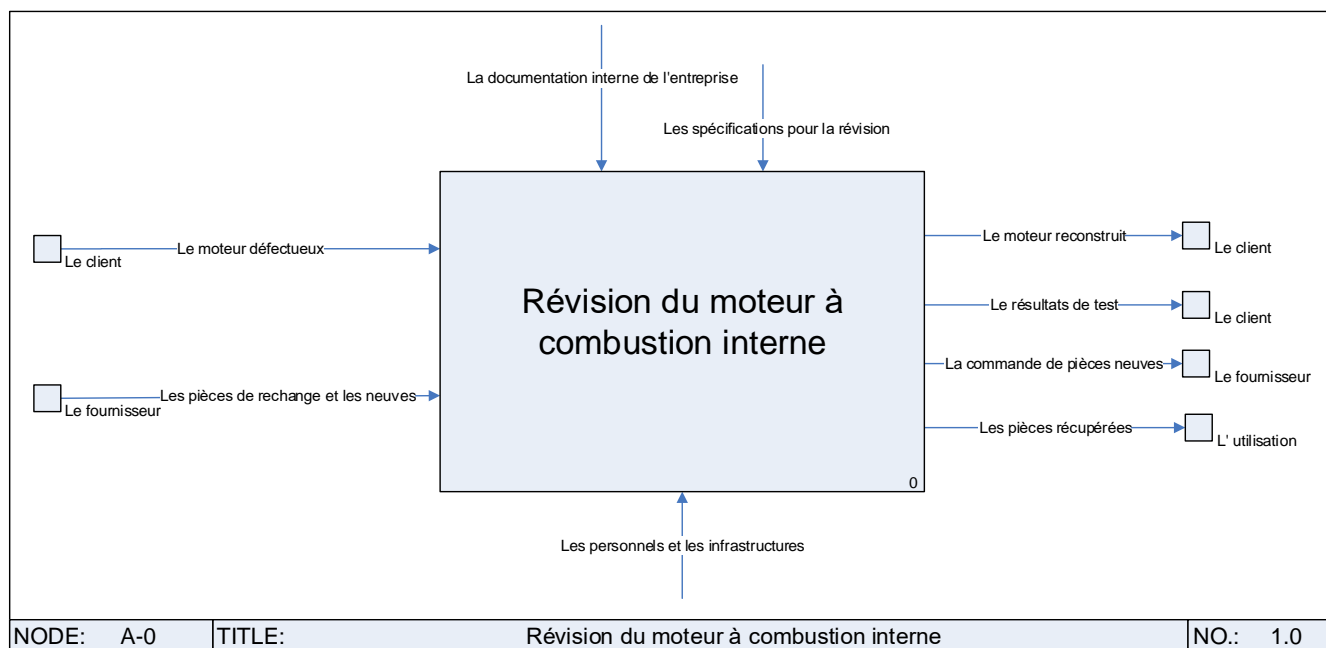 La documentation interne de l'entreprise
Les spécifications pour la révision
Le moteur défectueux
Le client
Les pièces de rechange et les neuves
Le fournisseur
Révision du moteur à
combustion interne
0
Le moteur reconstruit
Le client
Le résultats de test
Le client
La commande de pièces neuves
Le fournisseur
Les pièces récupérées
L' utilisation
Les personnels et les infrastructures
NODE: A-0 TITLE: Révision du moteur à combustion interne NO.: 1.0